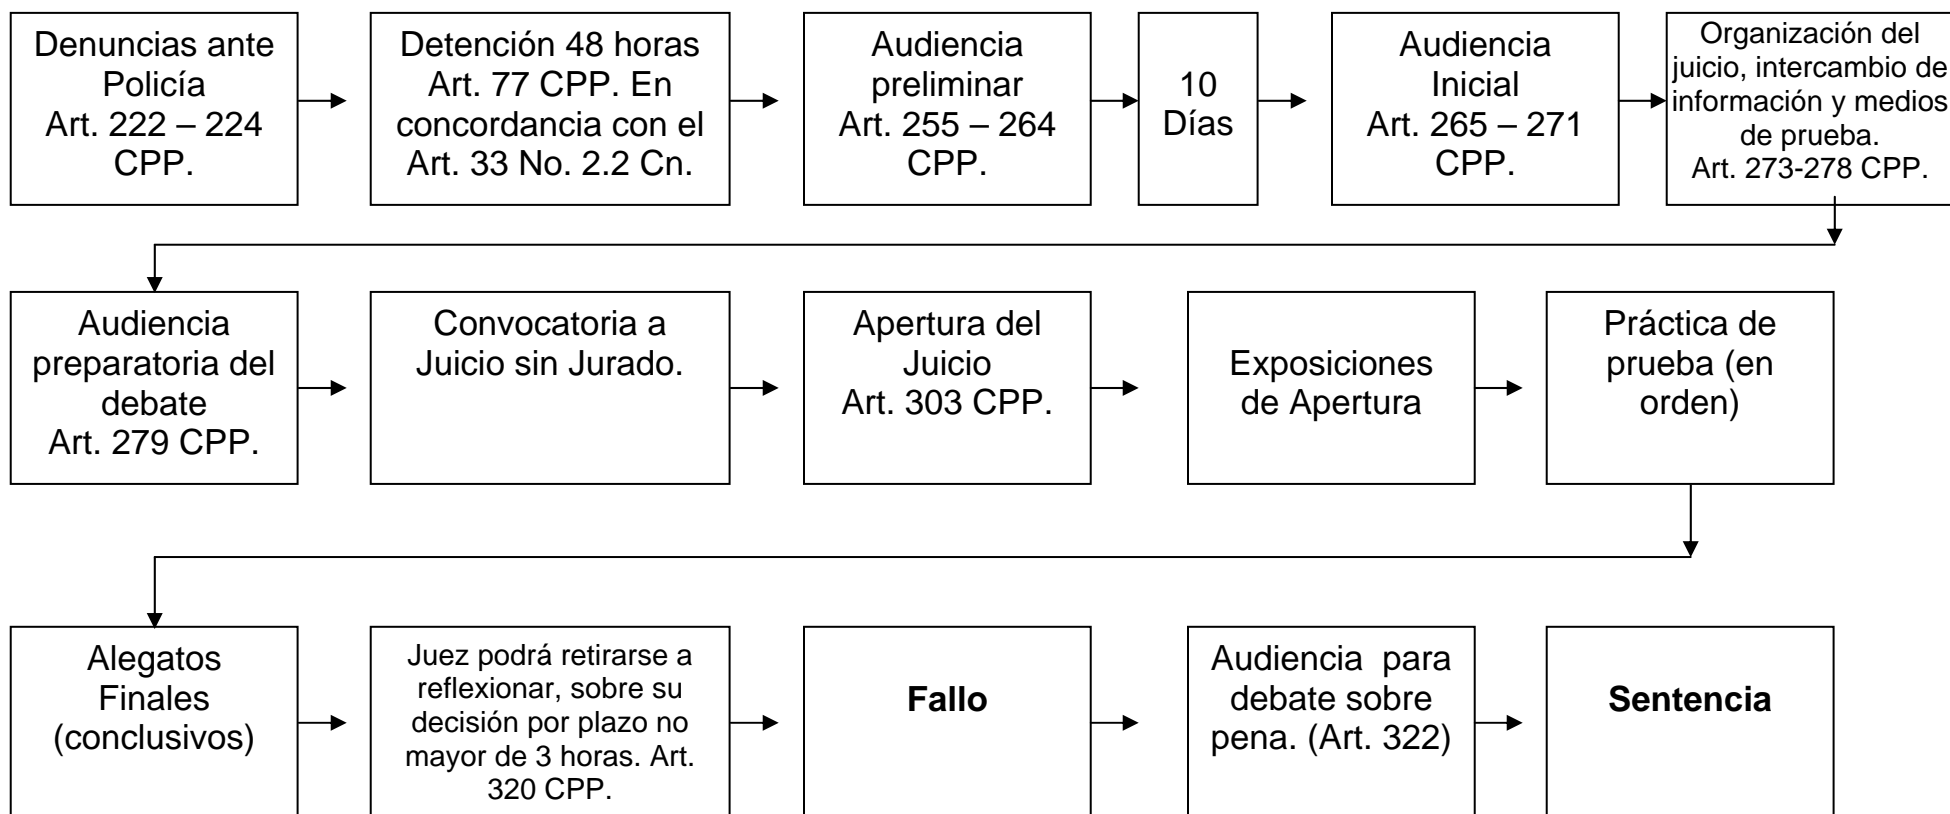 Denuncias ante
Policía
Art. 222 – 224
CPP.
Detención 48 horas
Art. 77 CPP. En
concordancia con el
Art. 33 No. 2.2 Cn.
Audiencia
preliminar
Art. 255 – 264
CPP.
10
Días
Audiencia
Inicial
Art. 265 – 271
CPP.
Organización del
juicio, intercambio de
información y medios
de prueba.
Art. 273-278 CPP.
Audiencia
preparatoria del
debate
Art. 279 CPP.
Convocatoria a
Juicio sin Jurado.
Apertura del
Juicio
Art. 303 CPP.
Exposiciones
de Apertura
Práctica de
prueba (en
orden)
Alegatos
Finales
(conclusivos)
Juez podrá retirarse a
reflexionar, sobre su
decisión por plazo no
mayor de 3 horas. Art.
320 CPP.
Fallo
Audiencia para
debate sobre
pena. (Art. 322)
Sentencia